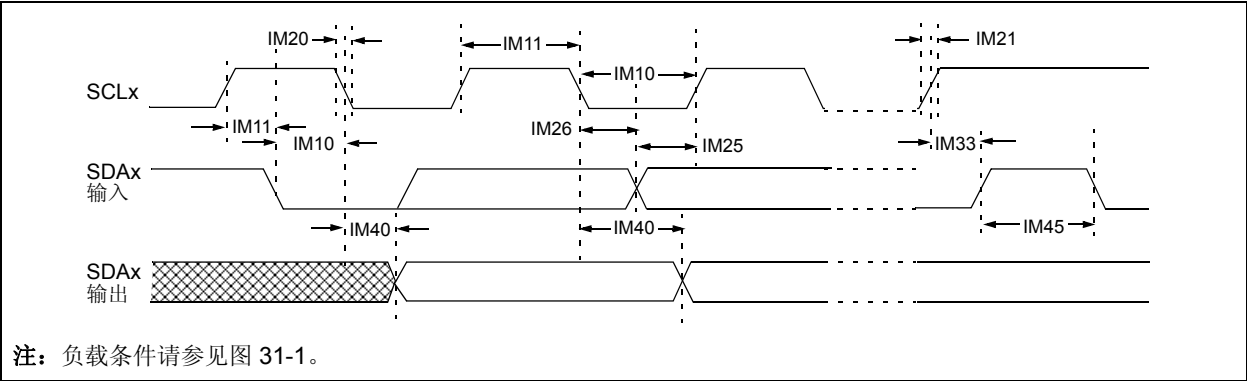 IM20
IM11
IM21
SCLx
IM10
IM11
IM10
IM26
IM25
IM33
SDAx
输入
IM40
IM40
IM45
SDAx
输出
注：负载条件请参见图 31-1。